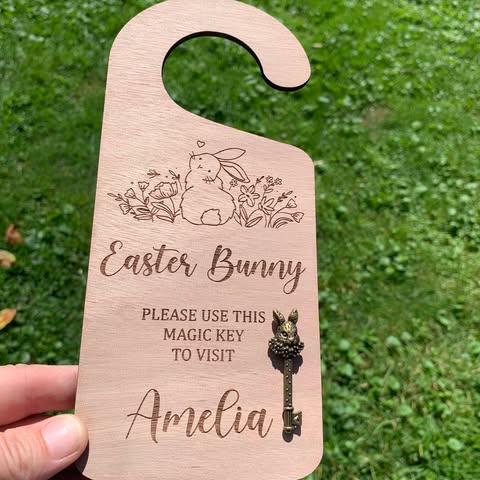 Easter Bunny
PLEASE USE THIS
MAGIC KEY
TO VISIT
Amelia